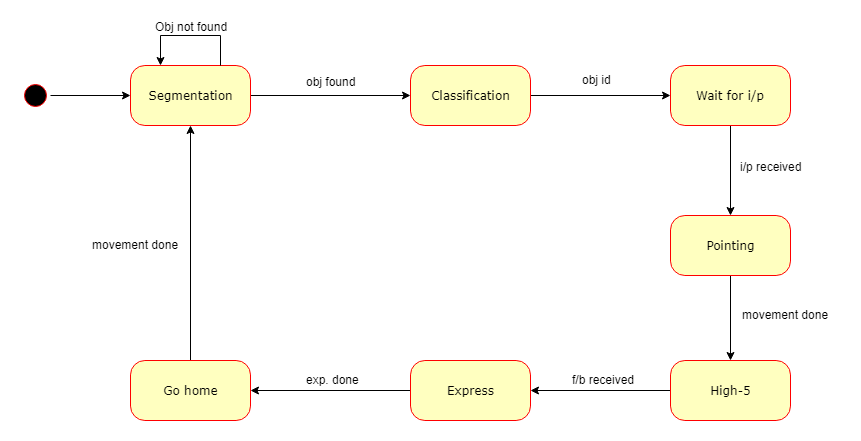 Obj not found
Segmentation
obj found
Classification
obj id
Wait for i/p
i/p received
Pointing
movement done
movement done
Go home
exp. done
Express
f/b received
High-5